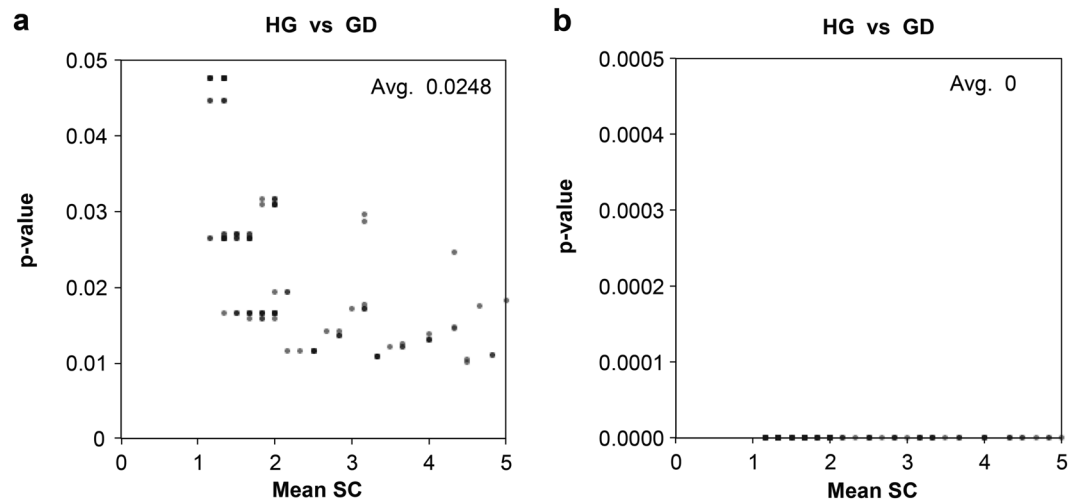 a
HG vs GD
Avg. 0.0248
p-value
0.05
0.04
0.03
0.02
0.01
0
0 1 2 3 4 5
Mean SC
b
HG vs GD
Avg. 0
p-value
0.0005
0.0004
0.0003
0.0002
0.0001
0.0000
0 1 2 3 4 5
Mean SC